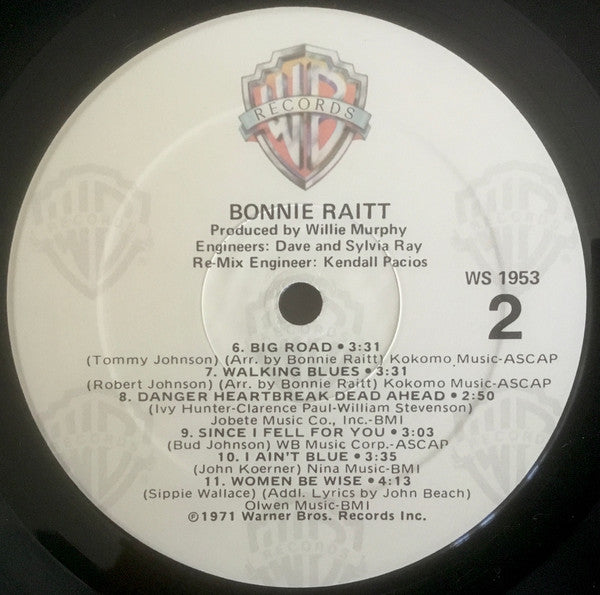 RECORDS
BONNIE RAITT
Produced by Willie Murphy
Engineers: Dave and Sylvia Ray
Re-Mix Engineer: Kendall Pacios
WS 1953
2
6. BIG ROAD • 3:31
(Tommy Johnson) (Arr. by Bonnie Raitt) Kokomo Music-ASCAP
7. WALKING BLUES • 3:31
(Robert Johnson) (Arr. by Bonnie Raitt) Kokomo Music-ASCAP
8. DANGER HEARTBREAK DEAD AHEAD • 2:50
(Ivy Hunter-Clarence Paul-William Stevenson)
Jobete Music Co., Inc.-BMI
9. SINCE I FELL FOR YOU • 3:03
(Bud Johnson) WB Music Corp.-ASCAP
10. I AIN'T BLUE • 3:35
(John Koerner) Nina Music-BMI
11. WOMEN BE WISE • 4:13
(Sippie Wallace) (Addl. Lyrics by John Beach)
Olwen Music-BMI
℗©1971 Warner Bros. Records Inc.